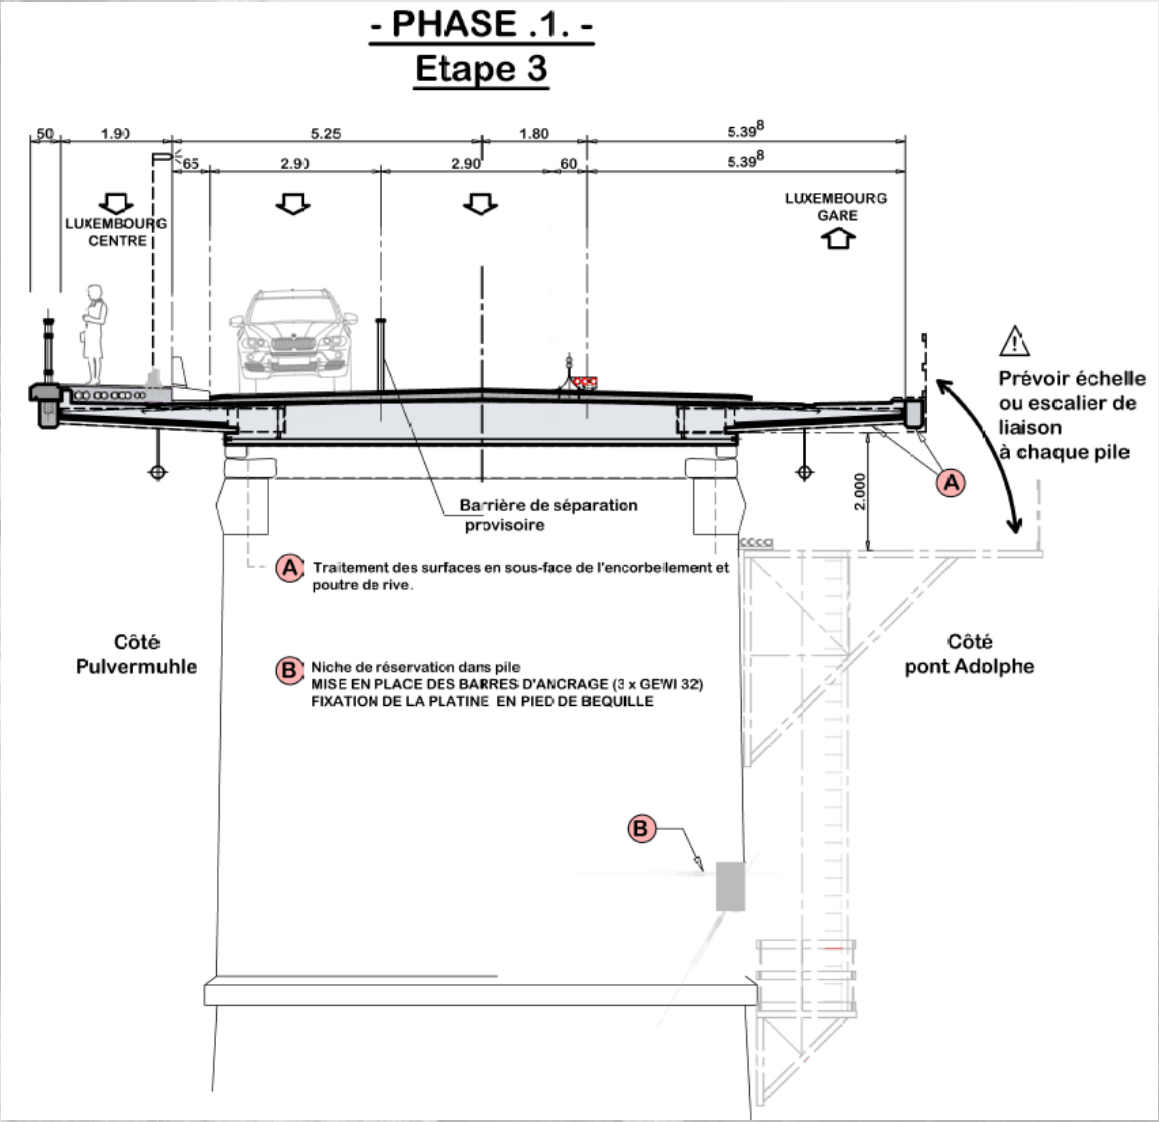 - PHASE .1. -
Etape 3
50 1.90 5.25 1.80 5.39⁸
65 2.90 2.90 60 5.39⁸
LUXEMBOURG
CENTRE
LUXEMBOURG
GARE
Prévoir échelle
ou escalier de
liaison
à chaque pile
A
2.000
Barrière de séparation
provisoire
A Traitement des surfaces en sous-face de l'encorbellement et
poutre de rive.
Côté
Pulvermuhle
Côté
pont Adolphe
B Niche de réservation dans pile
MISE EN PLACE DES BARRES D'ANCRAGE (3 x GEWI 32)
FIXATION DE LA PLATINE EN PIED DE BEQUILLE
B